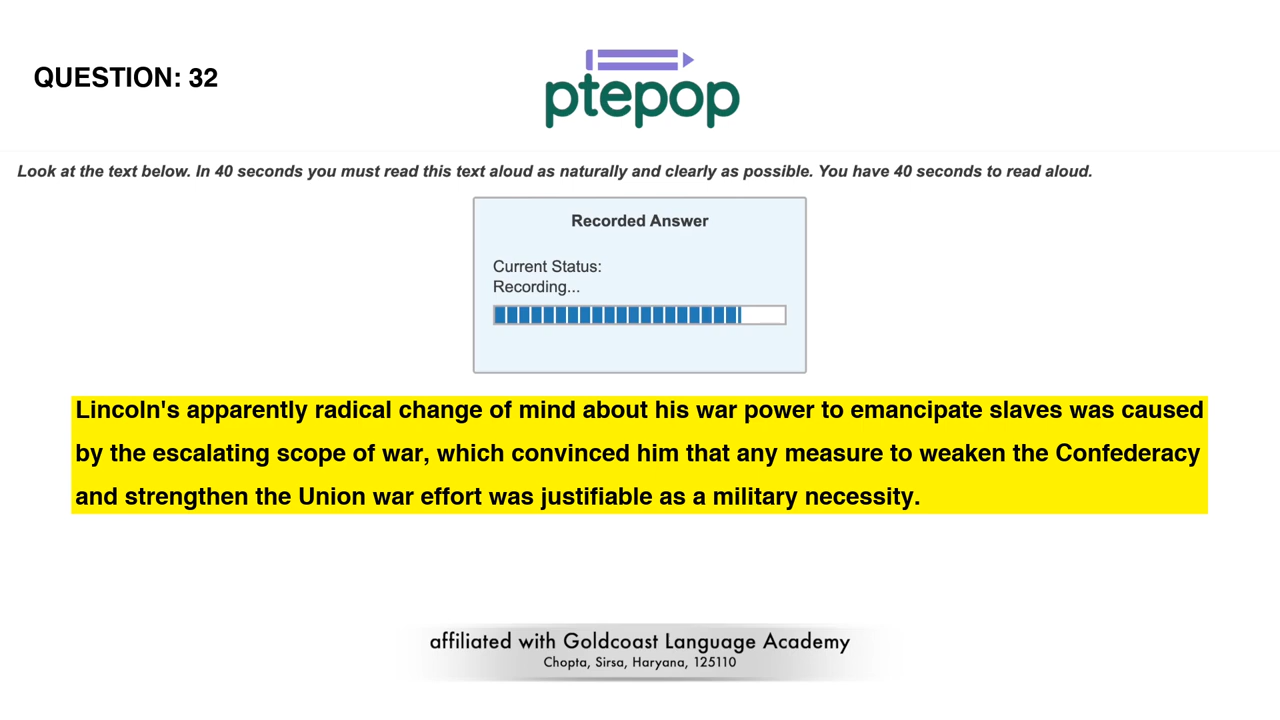 QUESTION: 32
ptepop
Look at the text below. In 40 seconds you must read this text aloud as naturally and clearly as possible. You have 40 seconds to read aloud.
Recorded Answer
Current Status:
Recording...
Lincoln's apparently radical change of mind about his war power to emancipate slaves was caused
by the escalating scope of war, which convinced him that any measure to weaken the Confederacy
and strengthen the Union war effort was justifiable as a military necessity.
affiliated with Goldcoast Language Academy
Chopta, Sirsa, Haryana, 125110